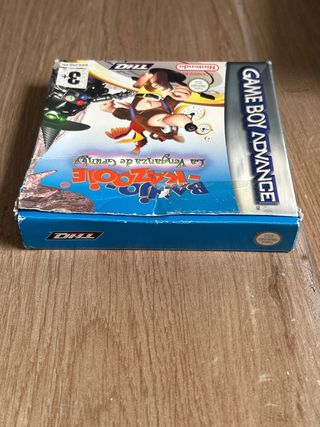 GAME BOY ADVANCE
Nintendo
THQ
3+
BANJO
-KAZOOIE
La Venganza de Grunty
THQ